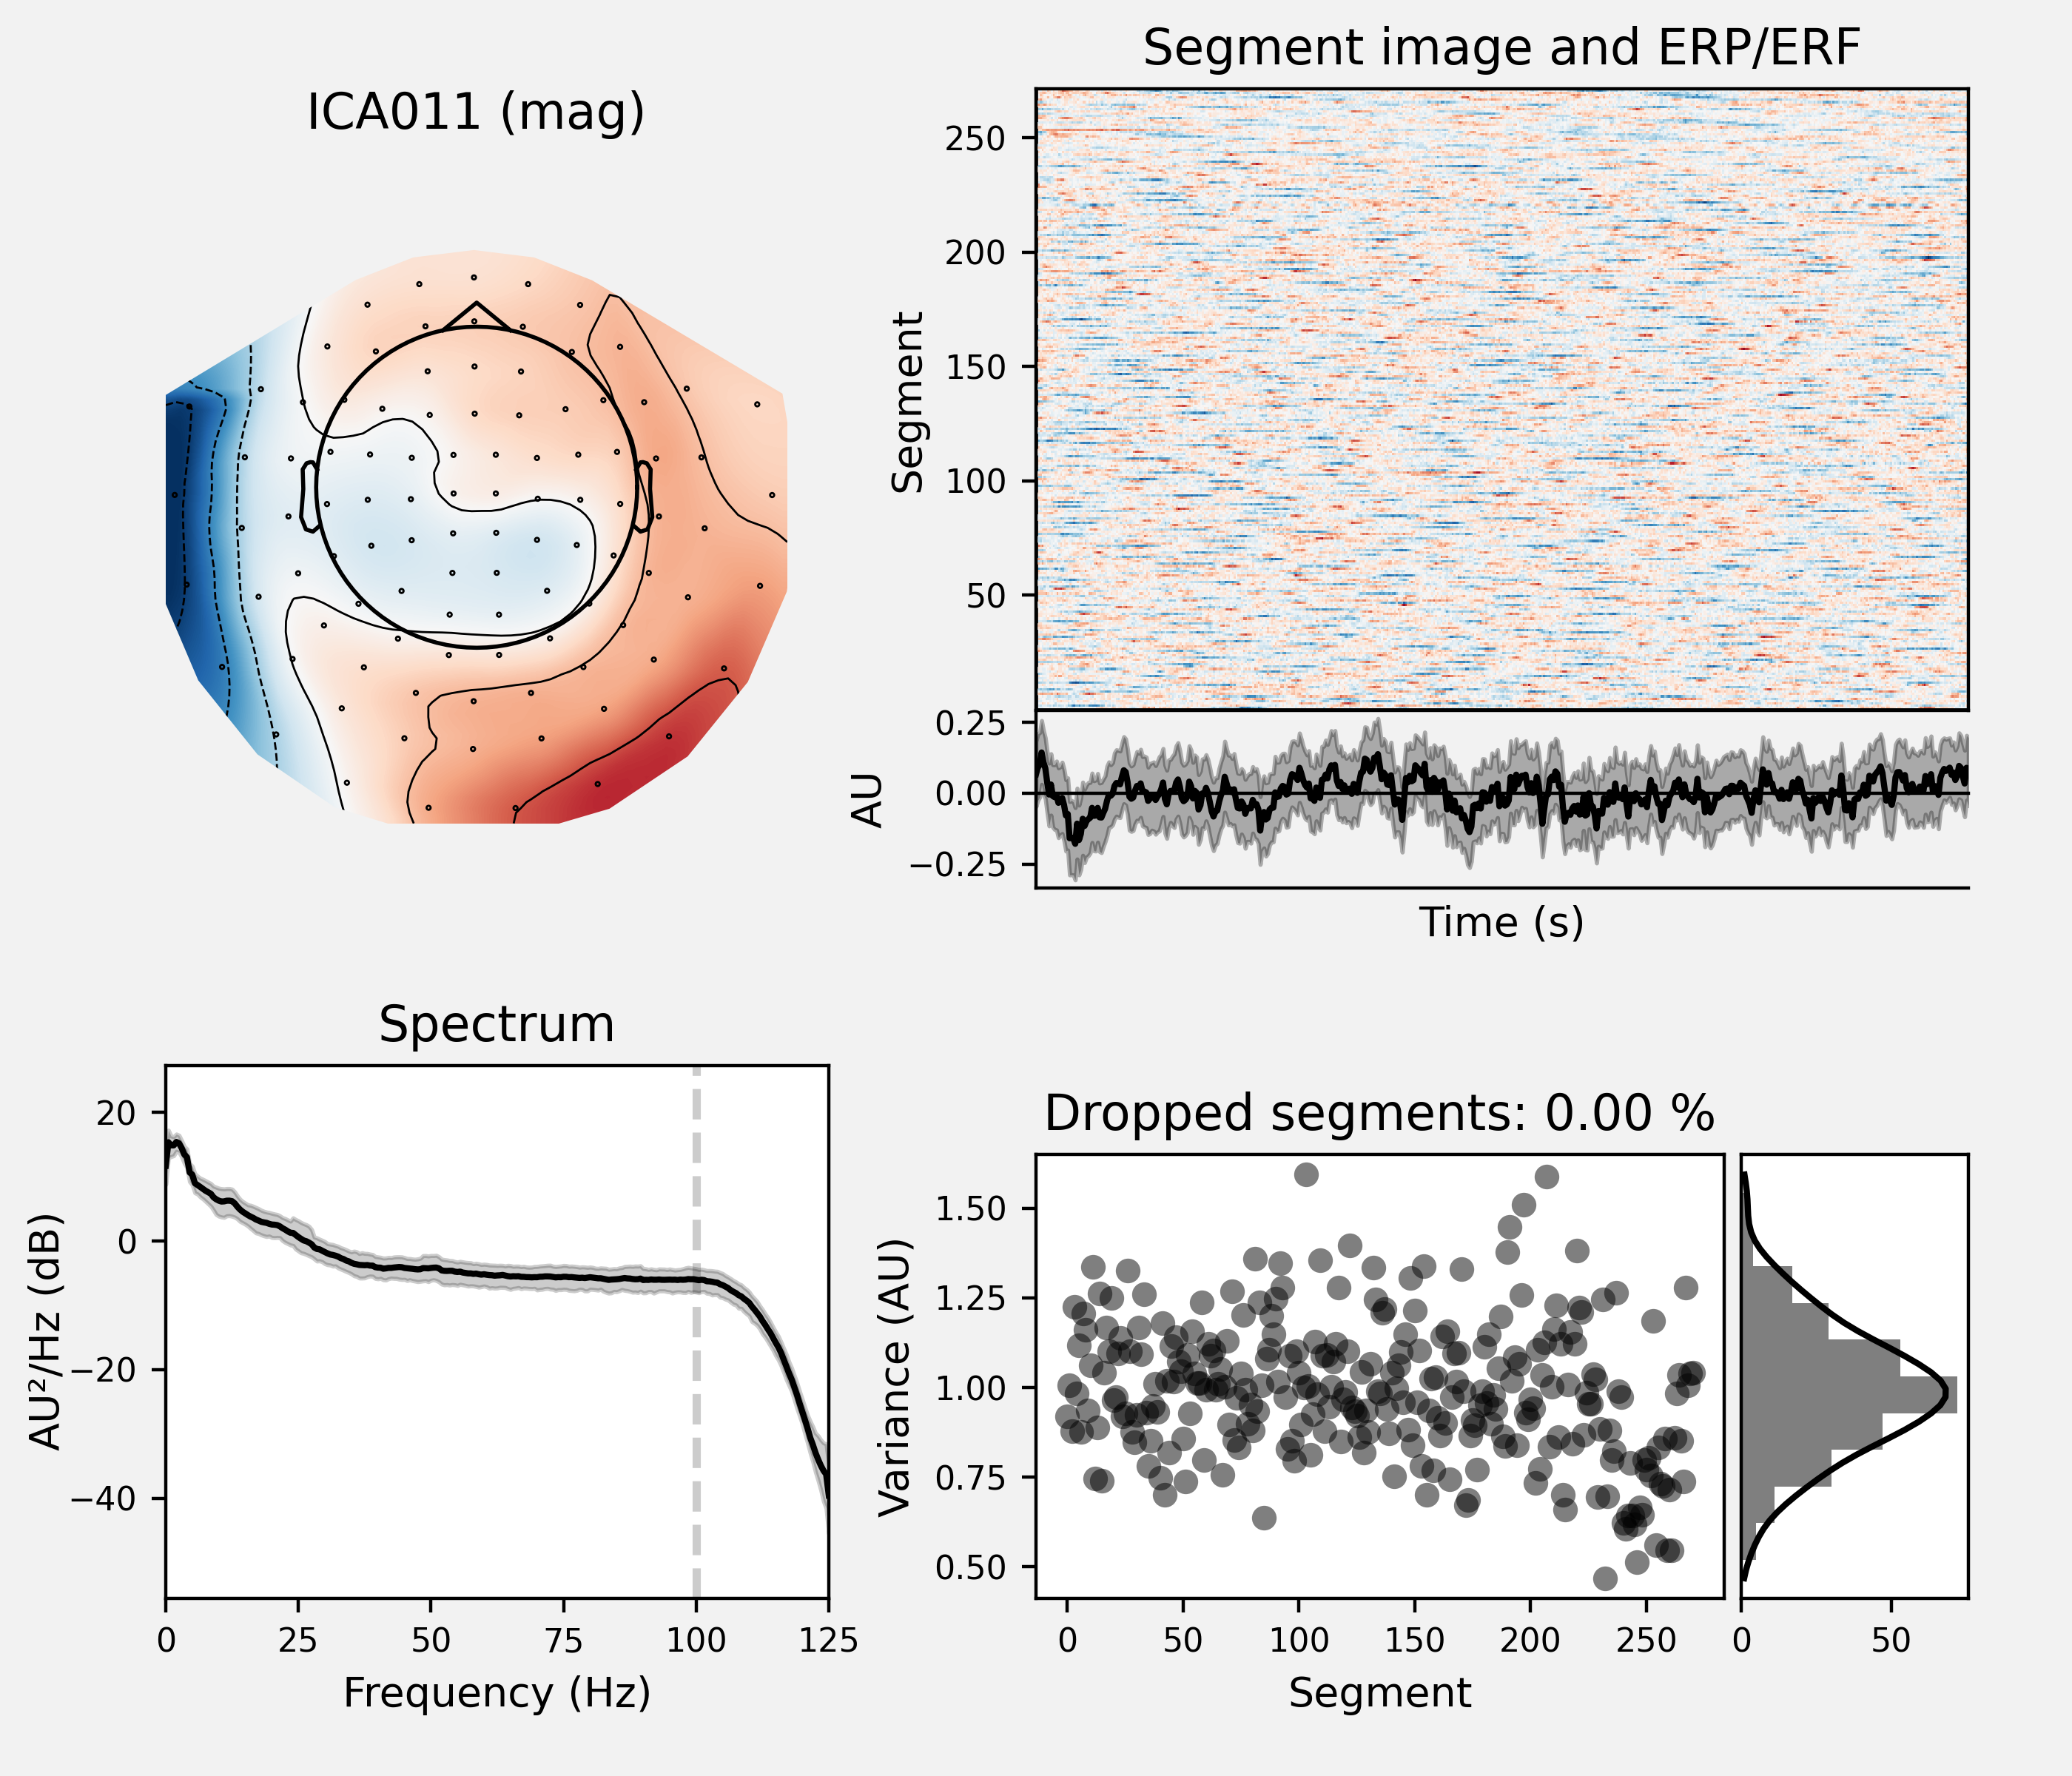 Segment image and ERP/ERF
ICA011 (mag)
250
200
150
100
50
Segment
0.25
0.00
−0.25
AU
Time (s)
Spectrum
20
0
−20
−40
AU²/Hz (dB)
0 25 50 75 100 125
Frequency (Hz)
Dropped segments: 0.00 %
1.50
1.25
1.00
0.75
0.50
Variance (AU)
0 50 100 150 200 250
Segment
0 50